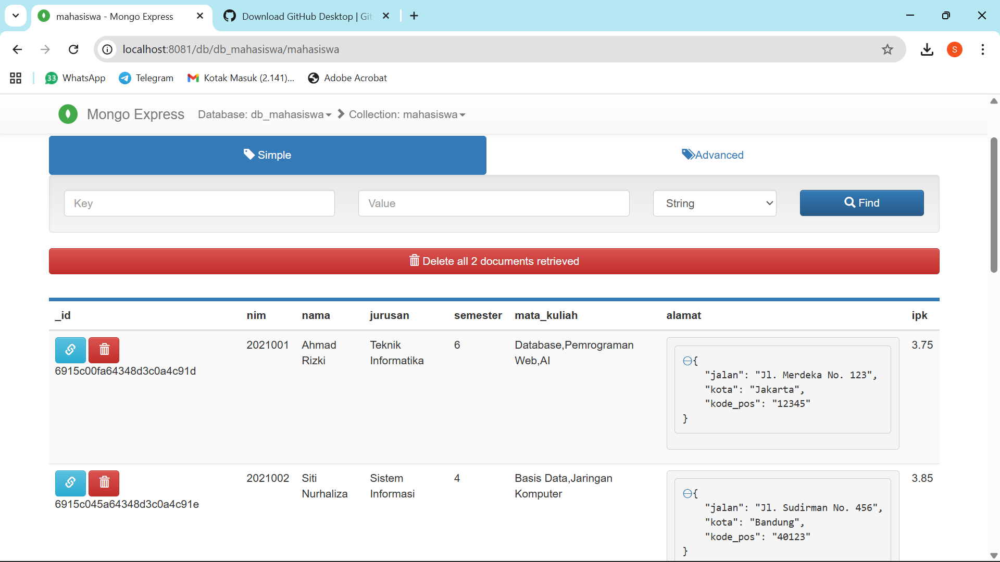 mahasiswa - Mongo Express
Download GitHub Desktop | Git
localhost:8081/db/db_mahasiswa/mahasiswa
S
33 WhatsApp
Telegram
Kotak Masuk (2.141)...
Adobe Acrobat
Mongo Express
Database: db_mahasiswa
Collection: mahasiswa
Simple
Advanced
Key
Value
String
Find
Delete all 2 documents retrieved
_id nim nama jurusan semester mata_kuliah alamat ipk
6915c00fa64348d3c0a4c91d
2021001
Ahmad
Rizki
Teknik
Informatika
6
Database,Pemrograman
Web,AI
{
"jalan": "Jl. Merdeka No. 123",
"kota": "Jakarta",
"kode_pos": "12345"
}
3.75
6915c045a64348d3c0a4c91e
2021002
Siti
Nurhaliza
Sistem
Informasi
4
Basis Data,Jaringan
Komputer
{
"jalan": "Jl. Sudirman No. 456",
"kota": "Bandung",
"kode_pos": "40123"
}
3.85